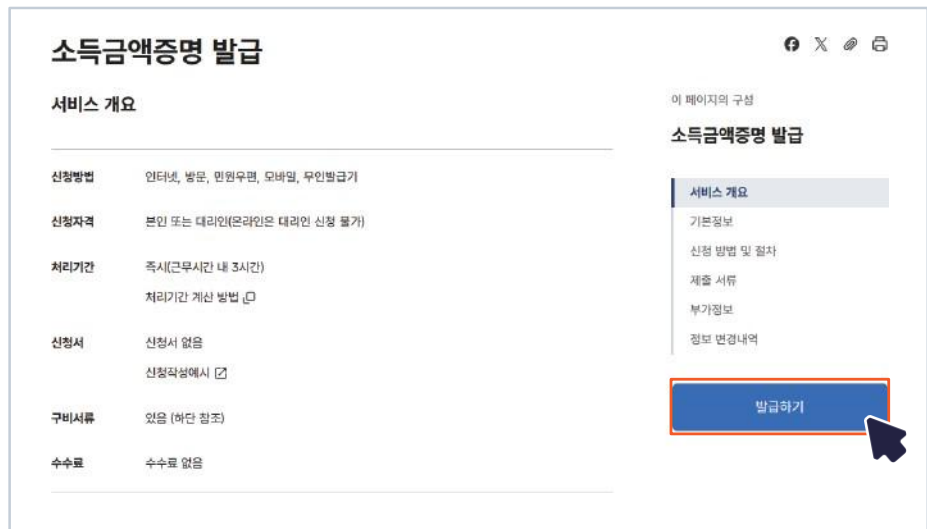 소득금액증명 발급
서비스 개요
신청방법 인터넷, 방문, 민원우편, 모바일, 무인발급기
신청자격 본인 또는 대리인(온라인은 대리인 신청 불가)
처리기간 즉시(근무시간 내 3시간)
처리기간 계산 방법
신청서 신청서 없음
신청작성예시
구비서류 있음 (하단 참조)
수수료 수수료 없음
이 페이지의 구성
소득금액증명 발급
서비스 개요
기본정보
신청 방법 및 절차
제출 서류
부가정보
정보 변경내역
발급하기